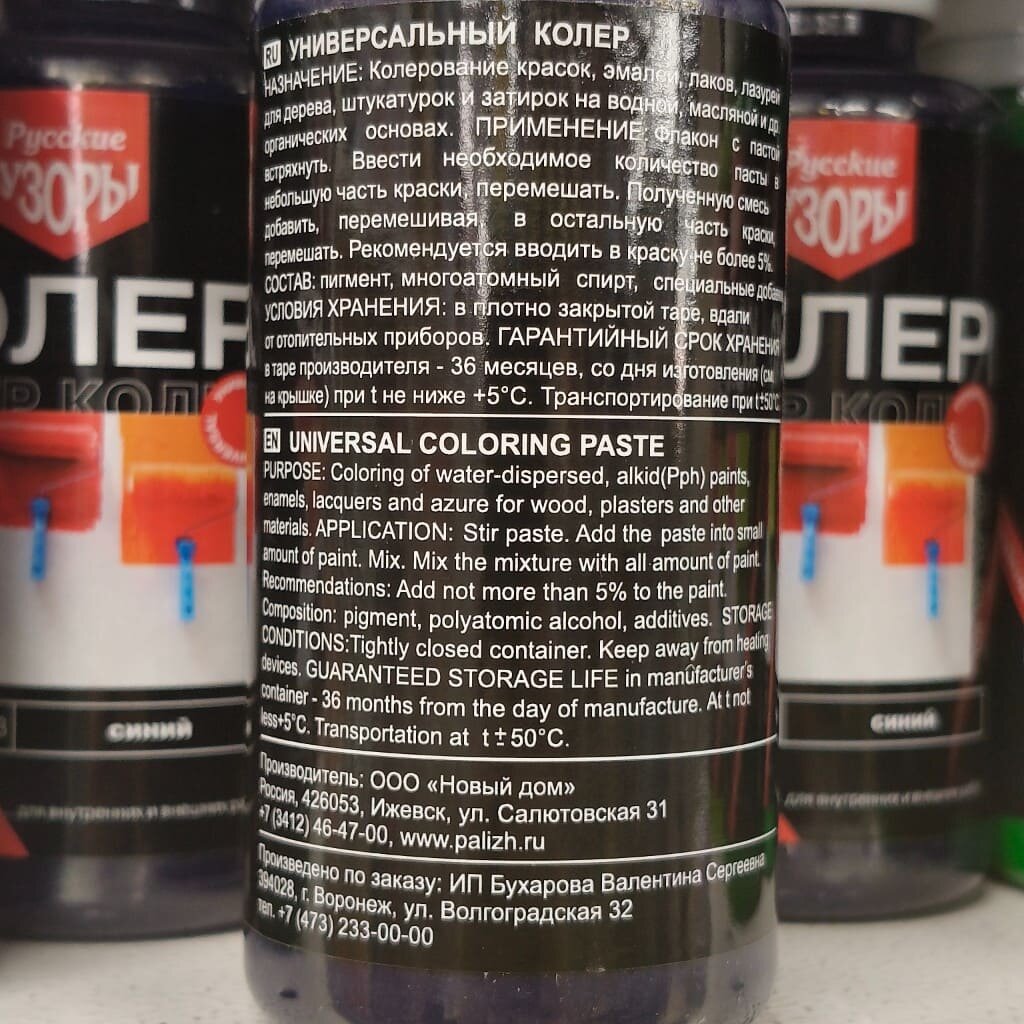 RU УНИВЕРСАЛЬНЫЙ КОЛЕР
НАЗНАЧЕНИЕ: Колерование красок, эмалей, лаков, лазурей
для дерева, штукатурок и затирок на водной, масляной и др.
органических основах. ПРИМЕНЕНИЕ: Флакон с пастой
встряхнуть. Ввести необходимое количество пасты в
небольшую часть краски, перемешать. Полученную смесь
добавить, перемешивая, в остальную часть краски,
перемешать. Рекомендуется вводить в краску не более 5%.
СОСТАВ: пигмент, многоатомный спирт, специальные добавки
УСЛОВИЯ ХРАНЕНИЯ: в плотно закрытой таре, вдали
от отопительных приборов. ГАРАНТИЙНЫЙ СРОК ХРАНЕНИЯ
в таре производителя - 36 месяцев, со дня изготовления (см.
на крышке) при t не ниже +5°C. Транспортирование при t±50°C.
EN UNIVERSAL COLORING PASTE
PURPOSE: Coloring of water-dispersed, alkid(Pph) paints,
enamels, lacquers and azure for wood, plasters and other
materials. APPLICATION: Stir paste. Add the paste into small
amount of paint. Mix. Mix the mixture with all amount of paint.
Recommendations: Add not more than 5% to the paint.
Composition: pigment, polyatomic alcohol, additives. STORAGE
CONDITIONS:Tightly closed container. Keep away from heating
devices. GUARANTEED STORAGE LIFE in manufacturer's
container - 36 months from the day of manufacture. At t not
less+5°C. Transportation at t±50°C.
Производитель: ООО «Новый дом»
Россия, 426053, Ижевск, ул. Салютовская 31
+7 (3412) 46-47-00, www.palizh.ru
Произведено по заказу: ИП Бухарова Валентина Сергеевна
394028, г. Воронеж, ул. Волгоградская 32
тел. +7 (473) 233-00-00
Русские
УЗОРЫ
ОЛЕР
Р КОЛ
синий
для внутренних и внешних
Русские
УЗОРЫ
ЛЕР
Р КОЛ
синий
для внутренних и внешних